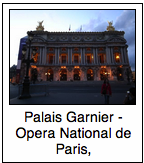 Palais Garnier -
Opera National de
Paris,